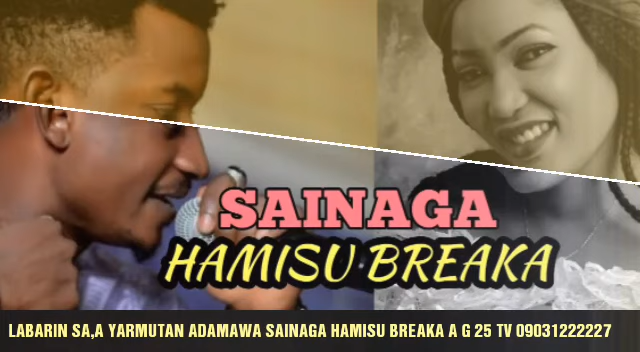 SAINAGA
HAMISU BREAKA
LABARIN SA,A YARMUTAN ADAMAWA SAINAGA HAMISU BREAKA A G 25 TV 09031222227